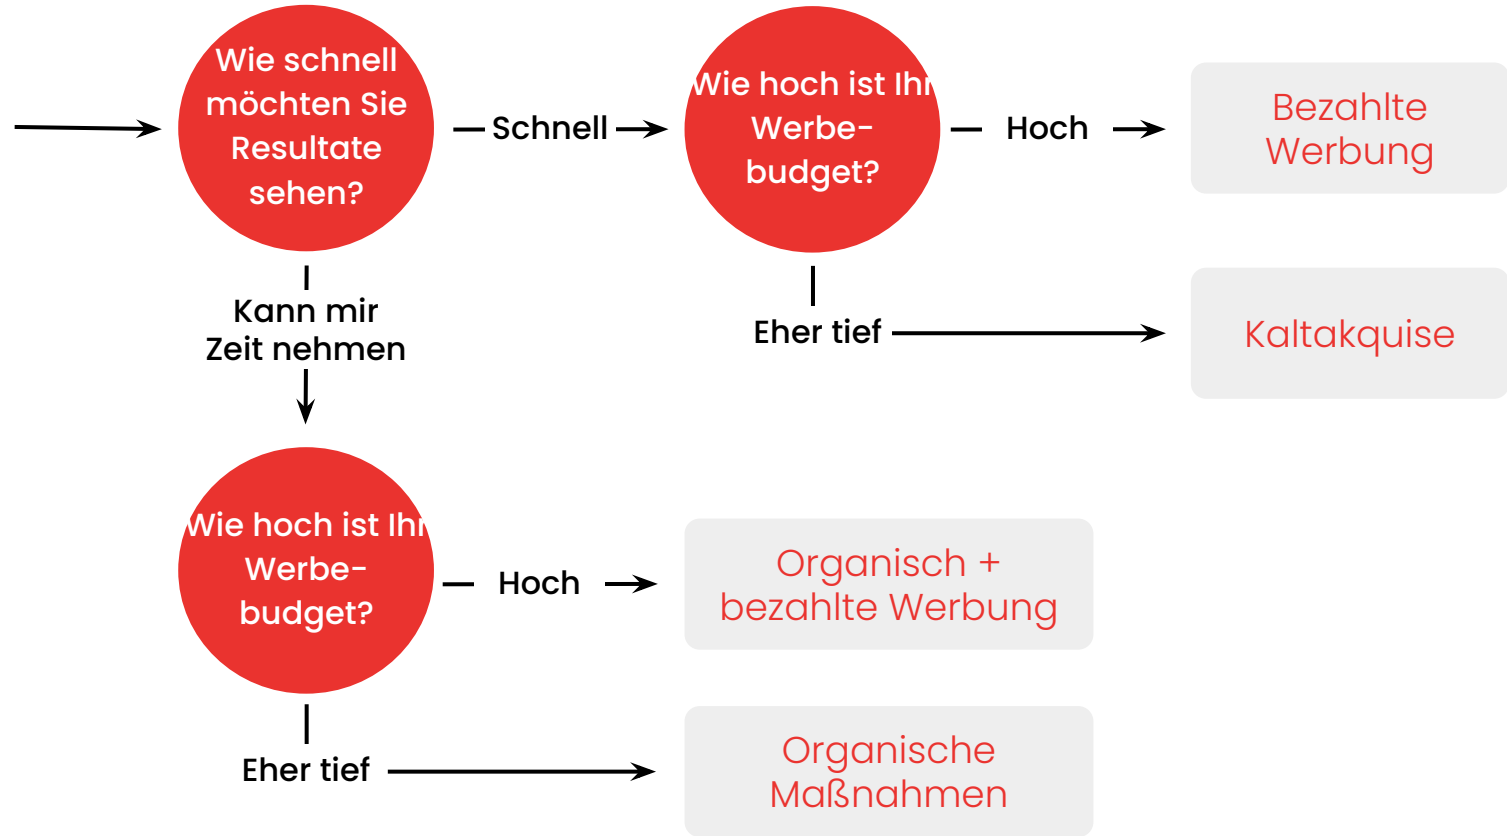 Wie schnell
möchten Sie
Resultate
sehen?
Schnell
Wie hoch ist Ihr
Werbe-
budget?
Hoch
Bezahlte
Werbung
Eher tief
Kaltakquise
Kann mir
Zeit nehmen
Wie hoch ist Ihr
Werbe-
budget?
Hoch
Organisch +
bezahlte Werbung
Eher tief
Organische
Maßnahmen